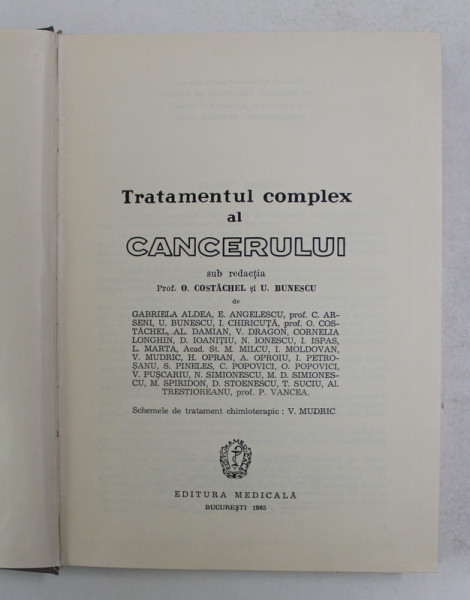 Tratamentul complex
al
CANCERULUI
sub redacția
Prof. O. COSTĂCHEL și U. BUNESCU
de
GABRIELA ALDEA, E. ANGELESCU, prof. C. AR-
SENI, U. BUNESCU, I. CHIRICUȚĂ, prof. O. COS-
TĂCHEL, AL. DAMIAN, V. DRAGON, CORNELIA
LONGHIN, D. IOANIȚIU, N. IONESCU, I. ISPAS,
L. MARTA, Acad. St. M. MILCU, I. MOLDOVAN,
V. MUDRIC, H. OPRAN, A. OPROIU, I. PETRO-
ȘANU, S. PINELES, C. POPOVICI, O. POPOVICI,
V. PUȘCARIU, N. SIMIONESCU, M. D. SIMIONES-
CU, M. SPIRIDON, D. STOENESCU, T. SUCIU, Al.
TRESTIOREANU, prof. P. VANCEA.
Schemele de tratament chimioterapic : V. MUDRIC
EDITURA MEDICALĂ
BUCUREȘTI 1965